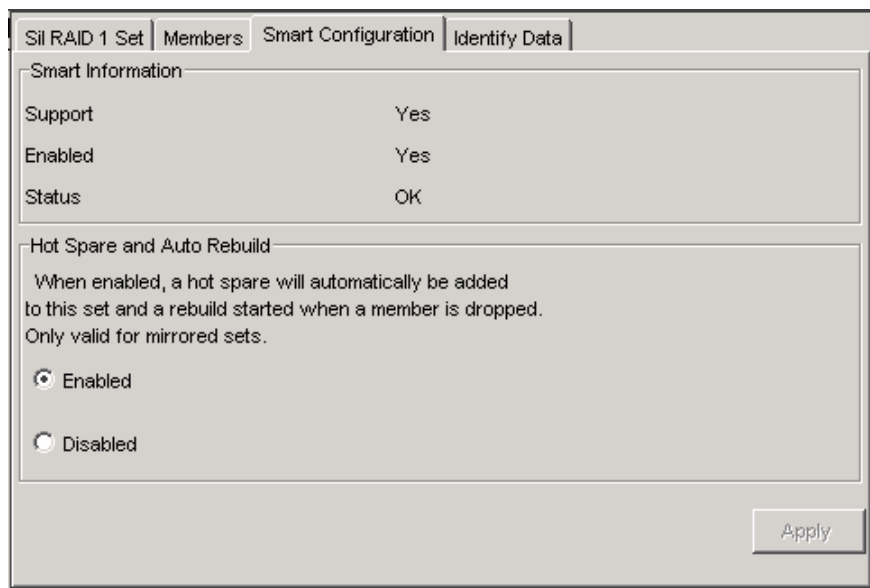 SiI RAID 1 Set Members Smart Configuration Identify Data
Smart Information
Support Yes
Enabled Yes
Status OK
Hot Spare and Auto Rebuild
When enabled, a hot spare will automatically be added
to this set and a rebuild started when a member is dropped.
Only valid for mirrored sets.
Enabled
Disabled
Apply